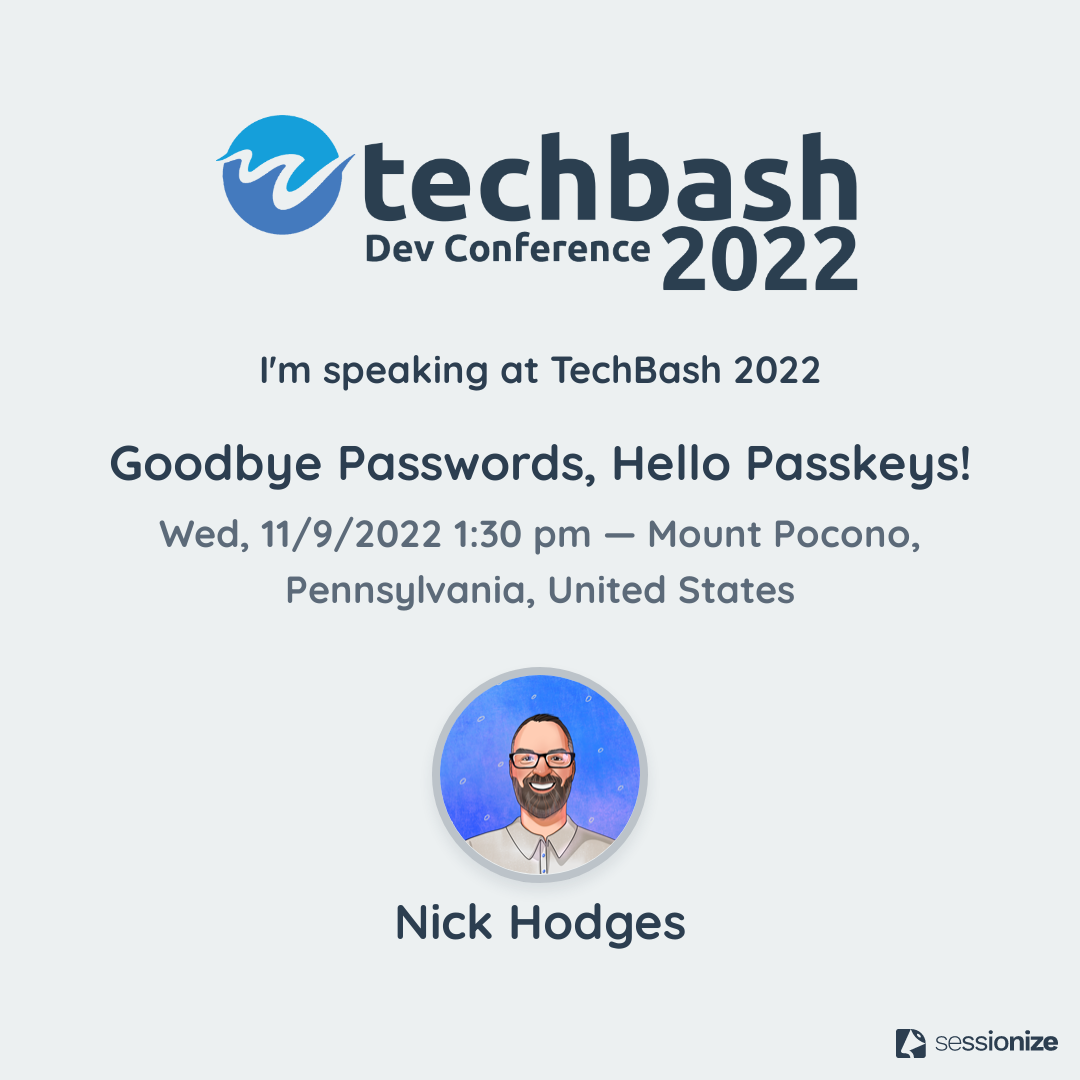 techbash
Dev Conference 2022
I'm speaking at TechBash 2022
Goodbye Passwords, Hello Passkeys!
Wed, 11/9/2022 1:30 pm — Mount Pocono,
Pennsylvania, United States
Nick Hodges
sessionize